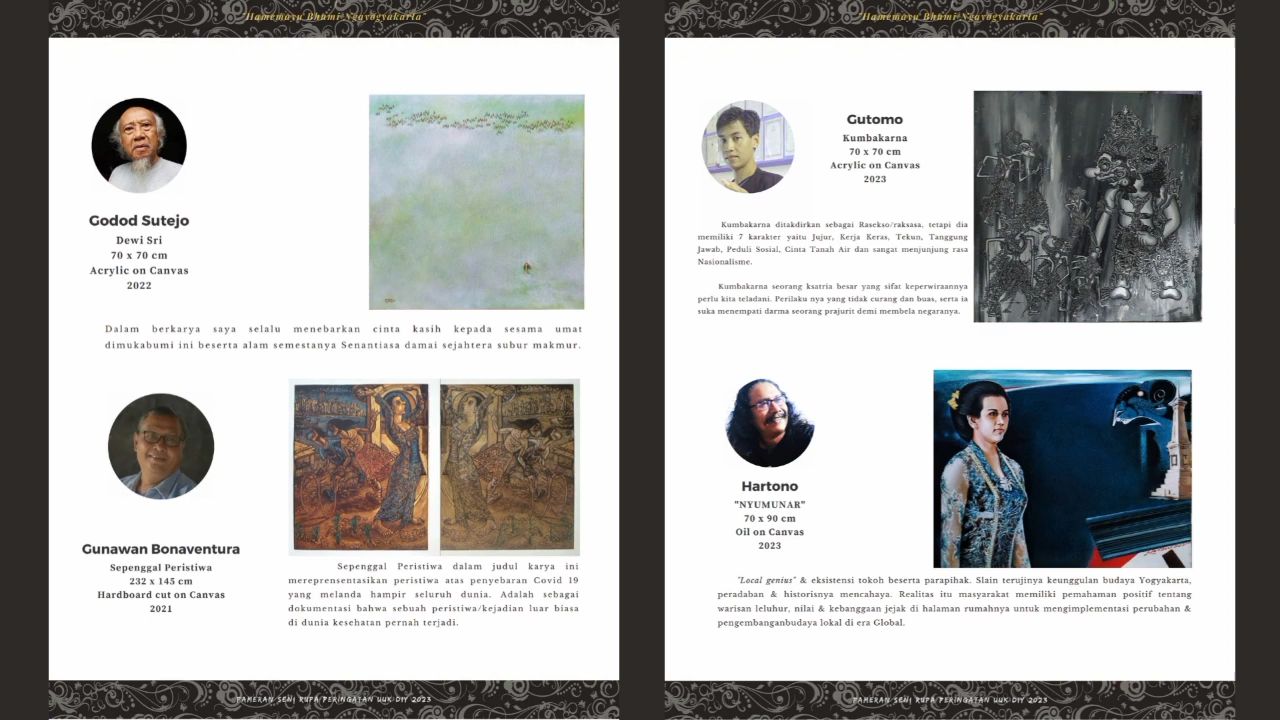 "Hamemayu Bhumi Ngayogyakarta"
Godod Sutejo
Dewi Sri
70 x 70 cm
Acrylic on Canvas
2022
Dalam berkarya saya selalu menebarkan cinta kasih kepada sesama umat
dimukabumi ini beserta alam semestanya Senantiasa damai sejahtera subur makmur.
Gunawan Bonaventura
Sepenggal Peristiwa
232 x 145 cm
Hardboard cut on Canvas
2021
Sepenggal Peristiwa dalam judul karya ini
mereprensentasikan peristiwa atas penyebaran Covid 19
yang melanda hampir seluruh dunia. Adalah sebagai
dokumentasi bahwa sebuah peristiwa/kejadian luar biasa
di dunia kesehatan pernah terjadi.
PAMERAN SENI RUPA PERINGATAN UUK DIY 2023
"Hamemayu Bhumi Ngayogyakarta"
Gutomo
Kumbakarna
70 x 70 cm
Acrylic on Canvas
2023
Kumbakarna ditakdirkan sebagai Rasekso/raksasa, tetapi dia
memiliki 7 karakter yaitu Jujur, Kerja Keras, Tekun, Tanggung
Jawab, Peduli Sosial, Cinta Tanah Air dan sangat menjunjung rasa
Nasionalisme.
Kumbakarna seorang ksatria besar yang sifat keperwiraannya
perlu kita teladani. Perilaku nya yang tidak curang dan buas, serta ia
suka menempati darma seorang prajurit demi membela negaranya.
Hartono
"NYUMUNAR"
70 x 90 cm
Oil on Canvas
2023
"Local genius" & eksistensi tokoh beserta parapihak. Slain terujinya keunggulan budaya Yogyakarta,
peradaban & historisnya mencahaya. Realitas itu masyarakat memiliki pemahaman positif tentang
warisan leluhur, nilai & kebanggaan jejak di halaman rumahnya untuk mengimplementasi perubahan &
pengembanganbudaya lokal di era Global.
PAMERAN SENI RUPA PERINGATAN UUK DIY 2023